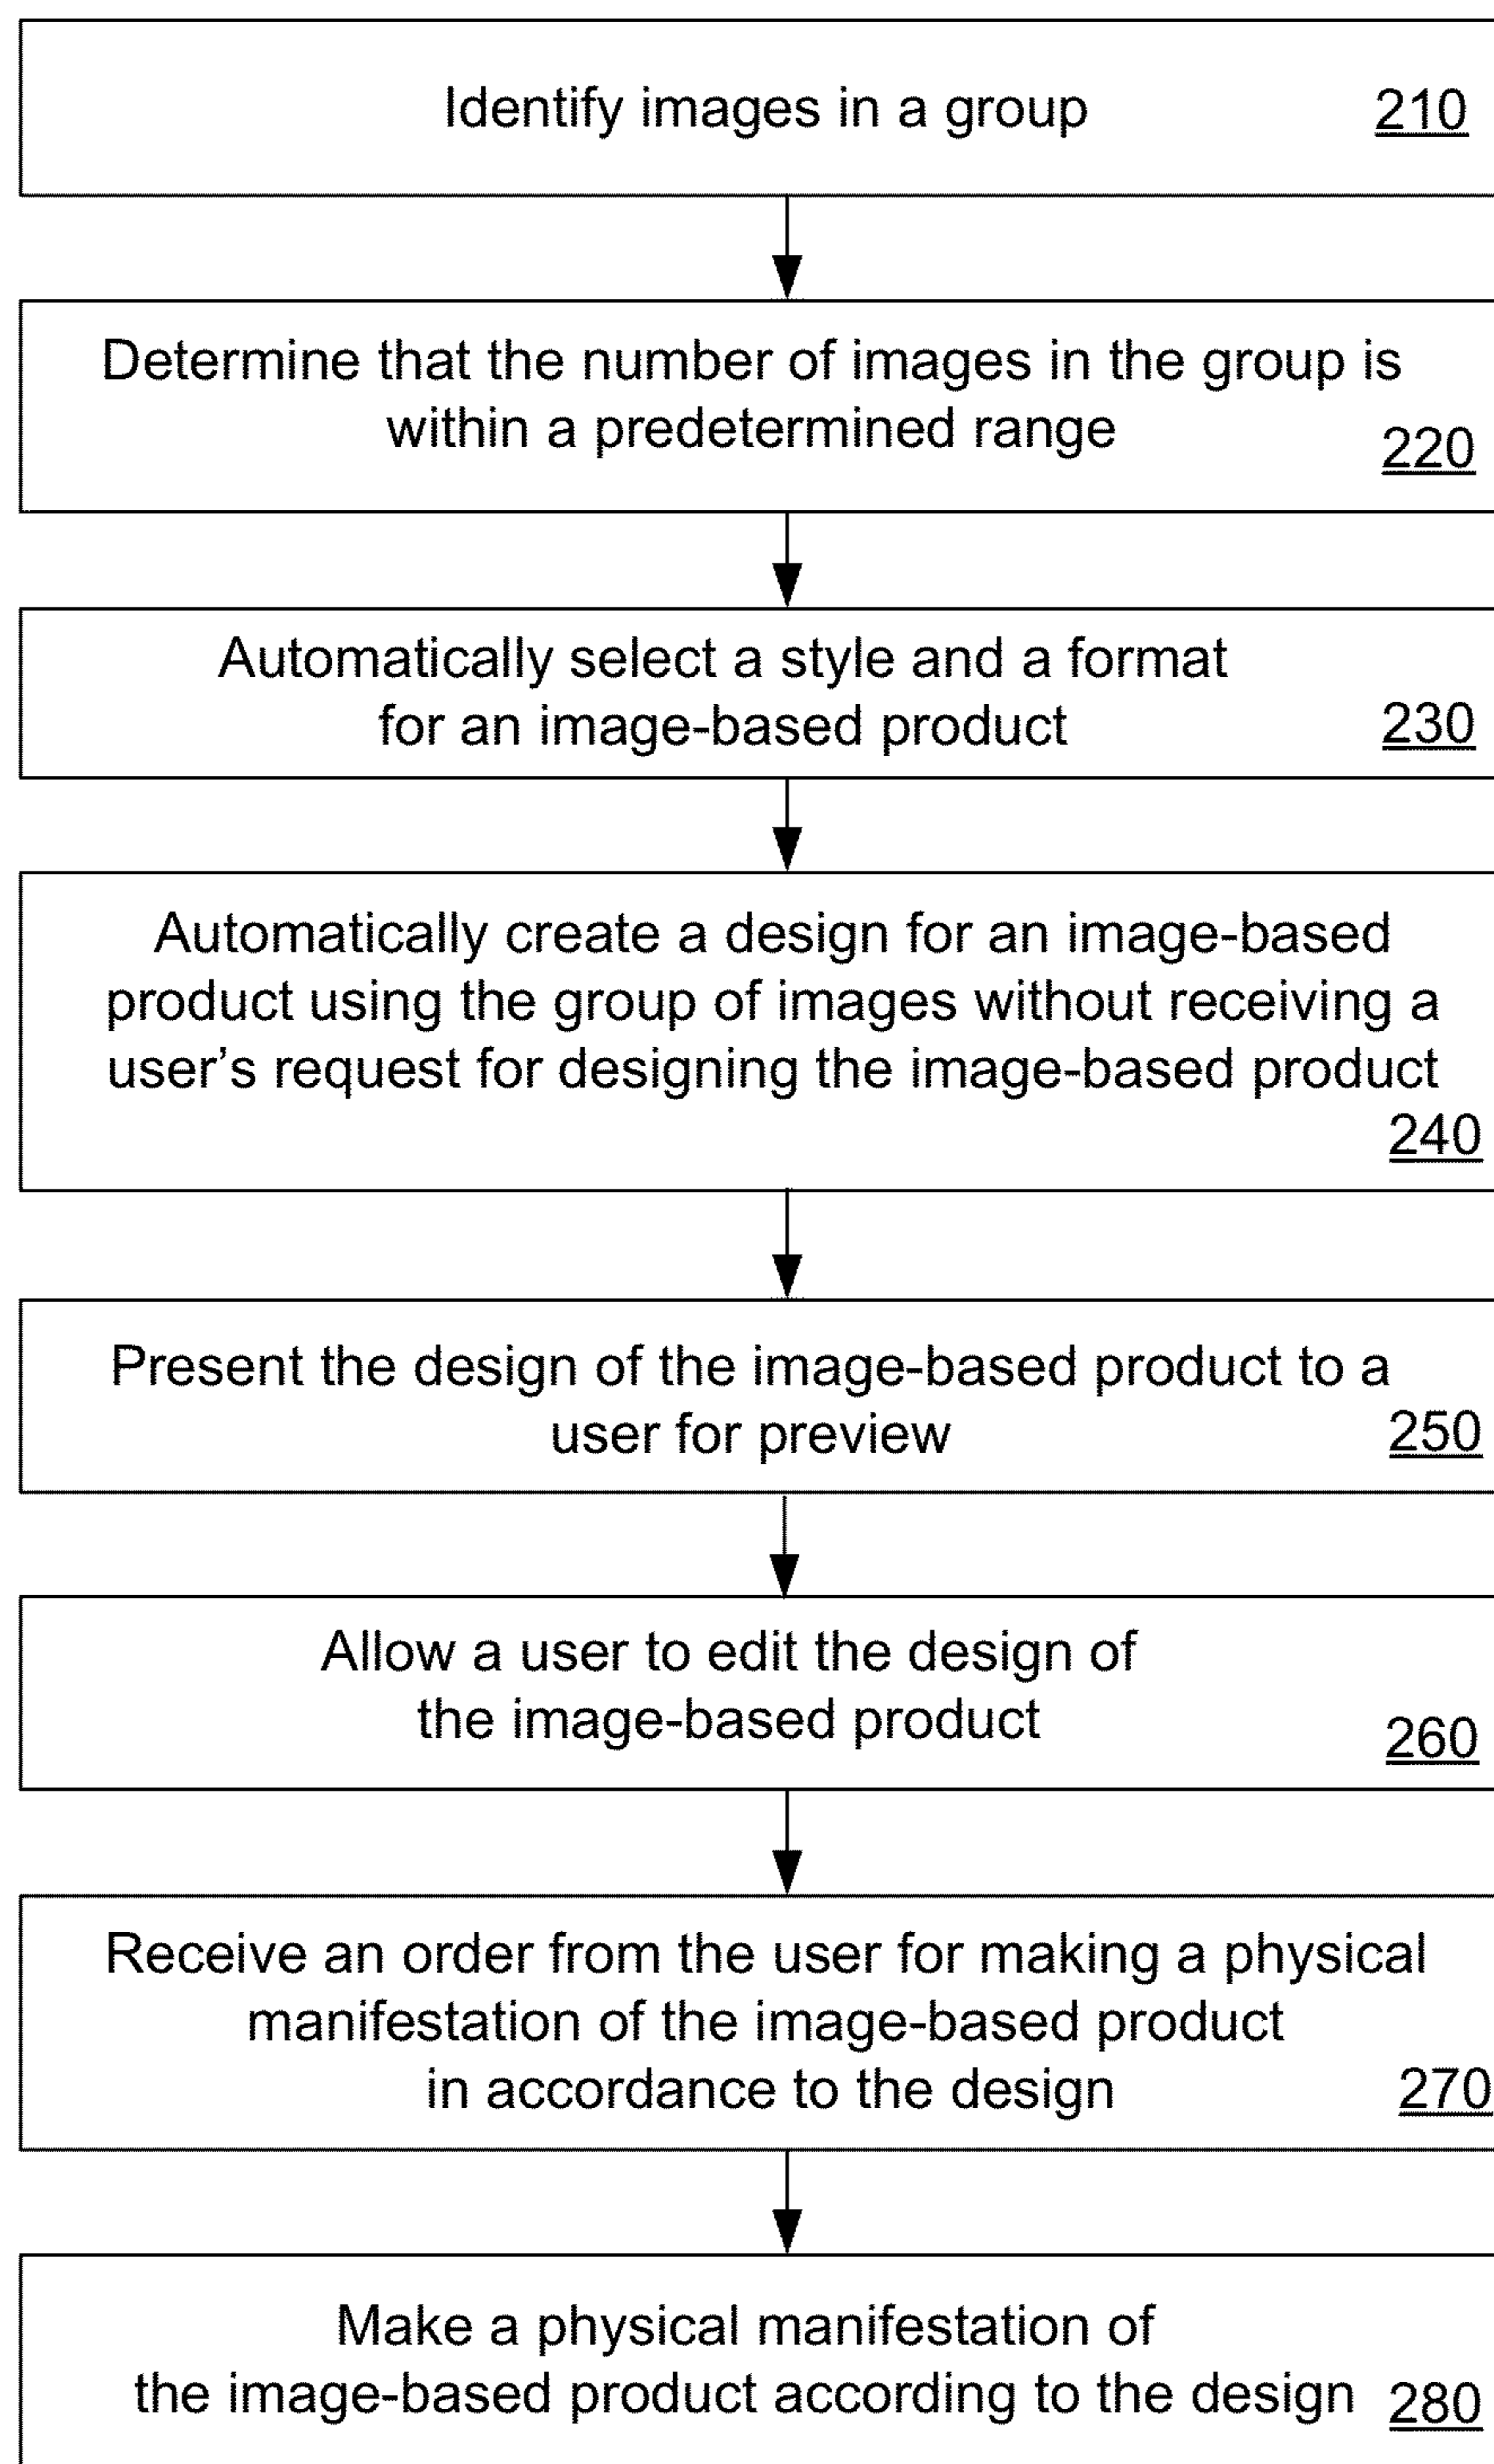 Identify images in a group
210
Determine that the number of images in the group is
within a predetermined range
220
Automatically select a style and a format
for an image-based product
230
Automatically create a design for an image-based
product using the group of images without receiving a
user's request for designing the image-based product
240
Present the design of the image-based product to a
user for preview
250
Allow a user to edit the design of
the image-based product
260
Receive an order from the user for making a physical
manifestation of the image-based product
in accordance to the design
270
Make a physical manifestation of
the image-based product according to the design
280